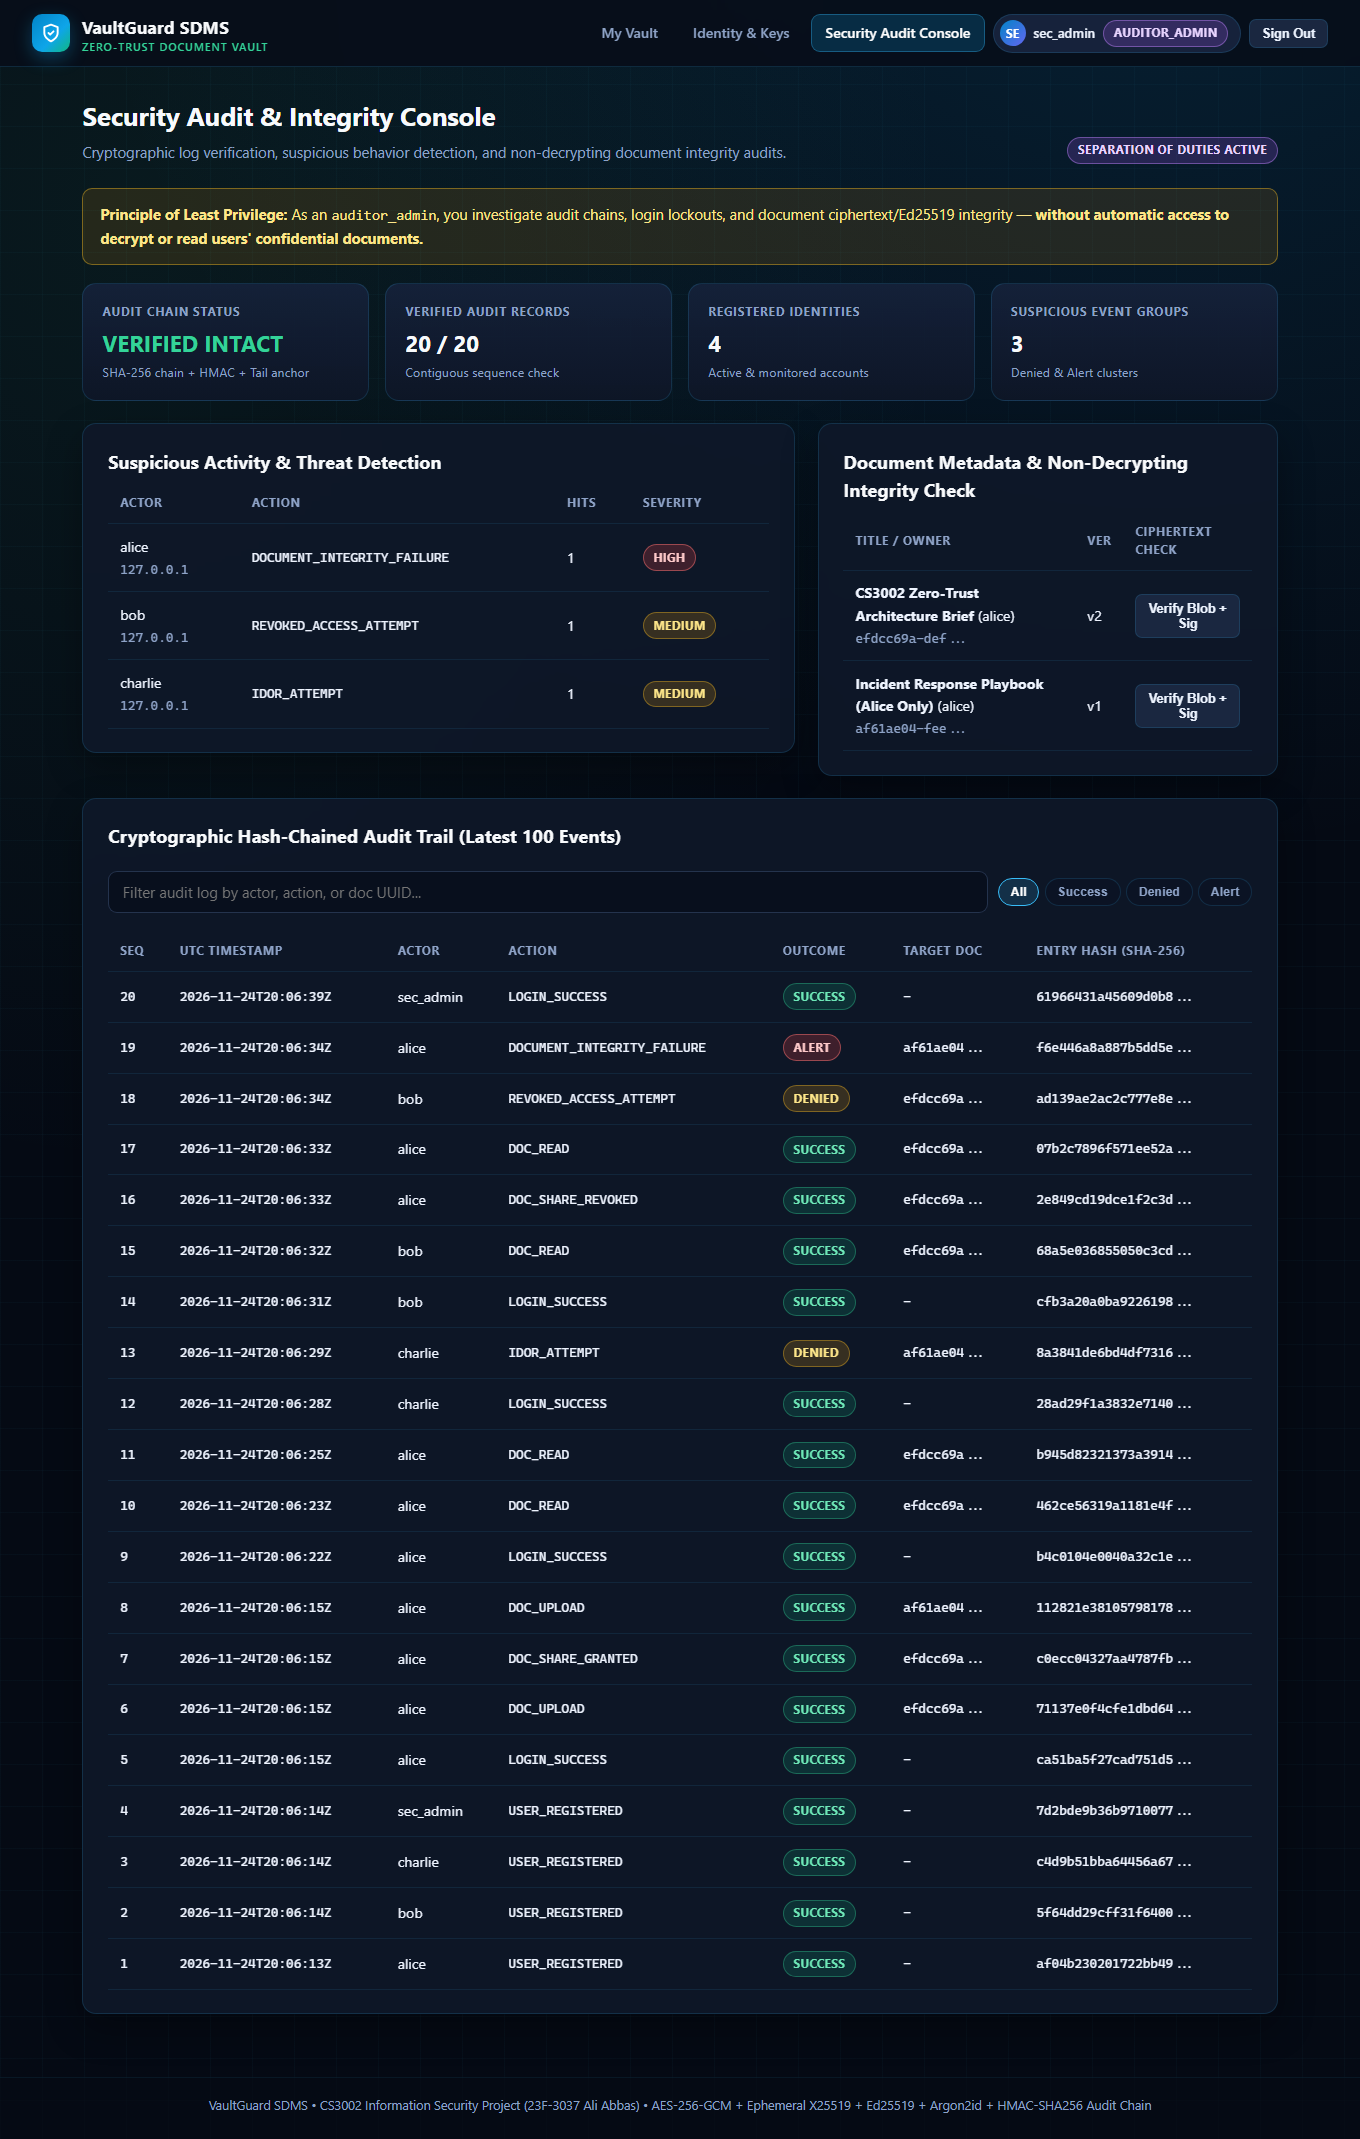 VaultGuard SDMS
ZERO-TRUST DOCUMENT VAULT
My Vault
Identity & Keys
Security Audit Console
SE sec_admin AUDITOR_ADMIN
Sign Out
Security Audit & Integrity Console
Cryptographic log verification, suspicious behavior detection, and non-decrypting document integrity audits.
SEPARATION OF DUTIES ACTIVE
Principle of Least Privilege: As an auditor_admin, you investigate audit chains, login lockouts, and document ciphertext/Ed25519 integrity — without automatic access to
decrypt or read users' confidential documents.
AUDIT CHAIN STATUS
VERIFIED INTACT
SHA-256 chain + HMAC + Tail anchor
VERIFIED AUDIT RECORDS
20 / 20
Contiguous sequence check
REGISTERED IDENTITIES
4
Active & monitored accounts
SUSPICIOUS EVENT GROUPS
3
Denied & Alert clusters
Suspicious Activity & Threat Detection
ACTOR ACTION HITS SEVERITY
alice
127.0.0.1
DOCUMENT_INTEGRITY_FAILURE 1 HIGH
bob
127.0.0.1
REVOKED_ACCESS_ATTEMPT 1 MEDIUM
charlie
127.0.0.1
IDOR_ATTEMPT 1 MEDIUM
Document Metadata & Non-Decrypting
Integrity Check
TITLE / OWNER VER CIPHERTEXT
CHECK
CS3002 Zero-Trust
Architecture Brief (alice)
efdcc69a-def ...
v2
Verify Blob +
Sig
Incident Response Playbook
(Alice Only) (alice)
af61ae04-fee ...
v1
Verify Blob +
Sig
Cryptographic Hash-Chained Audit Trail (Latest 100 Events)
Filter audit log by actor, action, or doc UUID...
All Success Denied Alert
SEQ UTC TIMESTAMP ACTOR ACTION OUTCOME TARGET DOC ENTRY HASH (SHA-256)
20 2026-11-24T20:06:39Z sec_admin LOGIN_SUCCESS SUCCESS - 61966431a45609d0b8 ...
19 2026-11-24T20:06:34Z alice DOCUMENT_INTEGRITY_FAILURE ALERT af61ae04 ... f6e446a8a887b5dd5e ...
18 2026-11-24T20:06:34Z bob REVOKED_ACCESS_ATTEMPT DENIED efdcc69a ... ad139ae2ac2c777e8e ...
17 2026-11-24T20:06:33Z alice DOC_READ SUCCESS efdcc69a ... 07b2c7896f571ee52a ...
16 2026-11-24T20:06:33Z alice DOC_SHARE_REVOKED SUCCESS efdcc69a ... 2e849cd19dce1f2c3d ...
15 2026-11-24T20:06:32Z bob DOC_READ SUCCESS efdcc69a ... 68a5e036855050c3cd ...
14 2026-11-24T20:06:31Z bob LOGIN_SUCCESS SUCCESS - cfb3a20a0ba9226198 ...
13 2026-11-24T20:06:29Z charlie IDOR_ATTEMPT DENIED af61ae04 ... 8a3841de6bd4df7316 ...
12 2026-11-24T20:06:28Z charlie LOGIN_SUCCESS SUCCESS - 28ad29f1a3832e7140 ...
11 2026-11-24T20:06:25Z alice DOC_READ SUCCESS efdcc69a ... b945d82321373a3914 ...
10 2026-11-24T20:06:23Z alice DOC_READ SUCCESS efdcc69a ... 462ce56319a1181e4f ...
9 2026-11-24T20:06:22Z alice LOGIN_SUCCESS SUCCESS - b4c0104e0040a32c1e ...
8 2026-11-24T20:06:15Z alice DOC_UPLOAD SUCCESS af61ae04 ... 112821e38105798178 ...
7 2026-11-24T20:06:15Z alice DOC_SHARE_GRANTED SUCCESS efdcc69a ... c0ecc04327aa4787fb ...
6 2026-11-24T20:06:15Z alice DOC_UPLOAD SUCCESS efdcc69a ... 71137e0f4cfe1dbd64 ...
5 2026-11-24T20:06:15Z alice LOGIN_SUCCESS SUCCESS - ca51ba5f27cad751d5 ...
4 2026-11-24T20:06:14Z sec_admin USER_REGISTERED SUCCESS - 7d2bde9b36b9710077 ...
3 2026-11-24T20:06:14Z charlie USER_REGISTERED SUCCESS - c4d9b51bba64456a67 ...
2 2026-11-24T20:06:14Z bob USER_REGISTERED SUCCESS - 5f64dd29cff31f6400 ...
1 2026-11-24T20:06:13Z alice USER_REGISTERED SUCCESS - af04b230201722bb49 ...
VaultGuard SDMS • CS3002 Information Security Project (23F-3037 Ali Abbas) • AES-256-GCM + Ephemeral X25519 + Ed25519 + Argon2id + HMAC-SHA256 Audit Chain